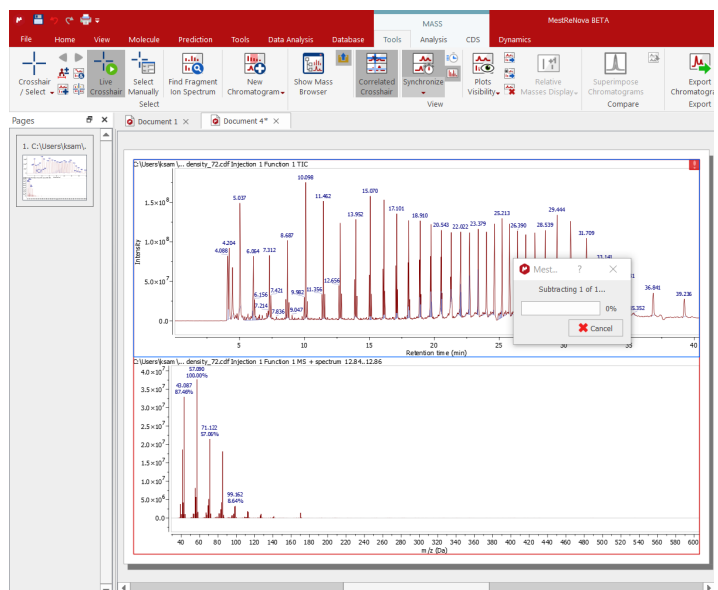 MASS
MestReNova BETA
File Home View Molecule Prediction Tools Data Analysis Database Tools Analysis CDS Dynamics
Crosshair / Select
Live Crosshair
Select Manually
Find Fragment Ion Spectrum
New Chromatogram
Show Mass Browser
Correlated Crosshair
Synchronize
Plots Visibility
Relative Masses Display
Superimpose Chromatograms
Export Chromatogra
Select View Compare Export
Pages
Document 1 Document 4*
1. C:\Users\ksam\.
C:\Users\ksam\... density_72.cdf Injection 1 Function 1 TIC
10.098
5.037 11.462 15.070
13.952 17.101 18.910 20.543 22.022 23.379 25.213 26.390 28.539 29.444
31.709
8.687
4.204
4.088 6.064 7.312
33.141
12.656
6.156 7.421 9.982 11.356
7.214 7.836 9.047
36.841
39.236
35.352
Intensity
1.5×10⁷
1.0×10⁸
5.0×10⁷
0.0
5 10 15 20 25 30 35 40
Retention time (min)
Mest... ?
Subtracting 1 of 1...
0%
Cancel
C:\Users\ksam\... density_72.cdf Injection 1 Function 1 MS + spectrum 12.84..12.86
57.090
100.00%
43.087
87.46%
71.122
57.06%
99.162
8.64%
4.0×10⁷
3.5×10⁷
3.0×10⁷
2.5×10⁷
2.0×10⁷
1.5×10⁷
1.0×10⁷
5.0×10⁶
0.0
40 60 80 100 120 140 160 180 200 220 240 260 280 300 320 340 360 380 400 420 440 460 480 500 520 540 560 580 600
m/z (Da)